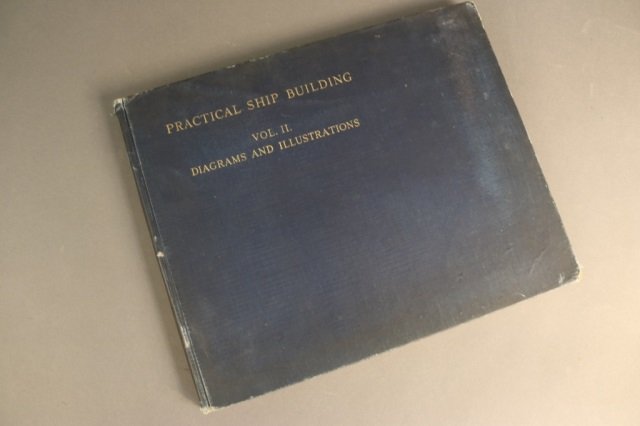 PRACTICAL SHIP BUILDING
VOL. II.
DIAGRAMS AND ILLUSTRATIONS